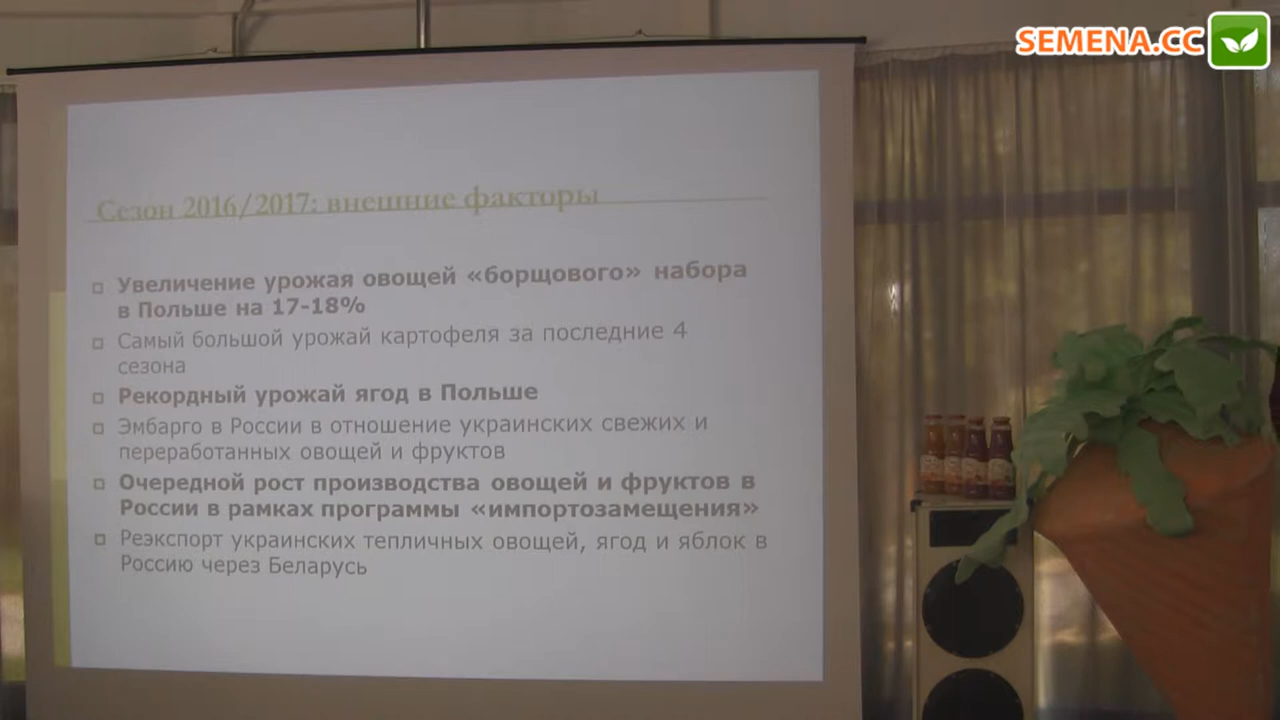 SEMENA.CC
Сезон 2016/2017: внешние факторы
Увеличение урожая овощей «борщового» набора
в Польше на 17-18%
Самый большой урожай картофеля за последние 4
сезона
Рекордный урожай ягод в Польше
Эмбарго в России в отношение украинских свежих и
переработанных овощей и фруктов
Очередной рост производства овощей и фруктов в
России в рамках программы «импортозамещения»
Реэкспорт украинских тепличных овощей, ягод и яблок в
Россию через Беларусь